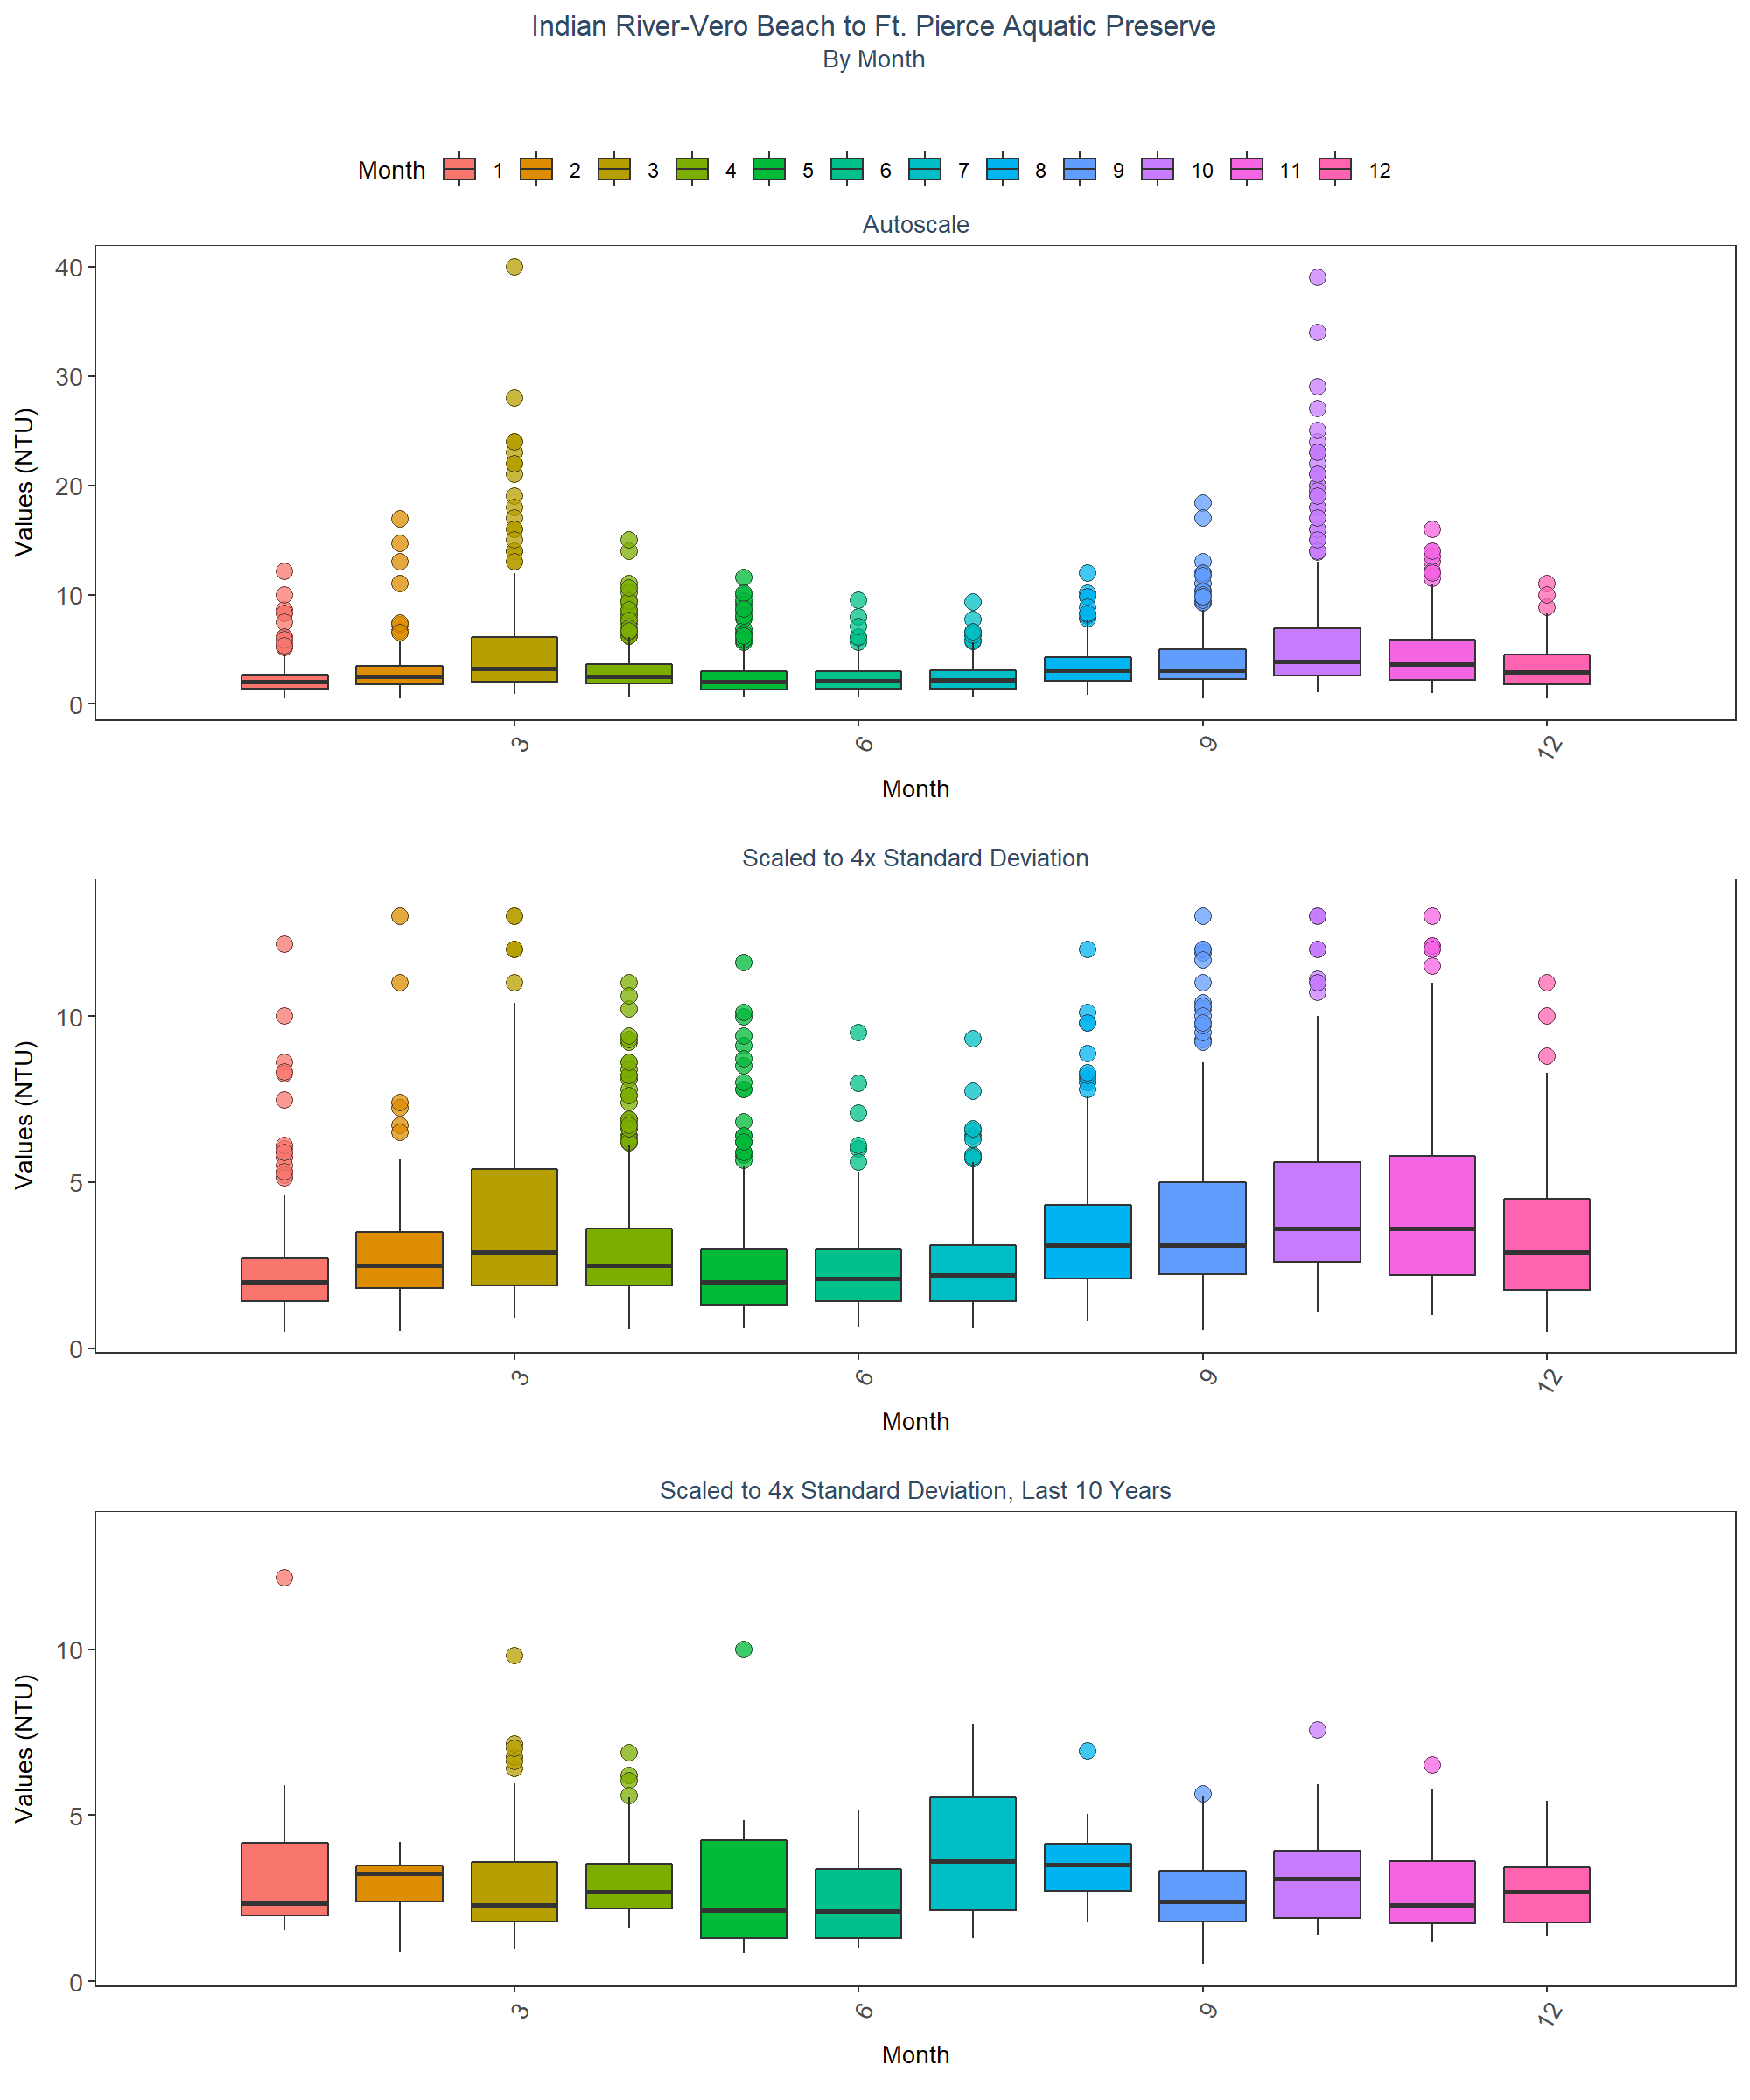 Indian River-Vero Beach to Ft. Pierce Aquatic Preserve
By Month
Month 1 2 3 4 5 6 7 8 9 10 11 12
Autoscale
Values (NTU)
40
30
20
10
0
3 6 9 12
Month
Scaled to 4x Standard Deviation
Values (NTU)
10
5
0
3 6 9 12
Month
Scaled to 4x Standard Deviation, Last 10 Years
Values (NTU)
10
5
0
3 6 9 12
Month